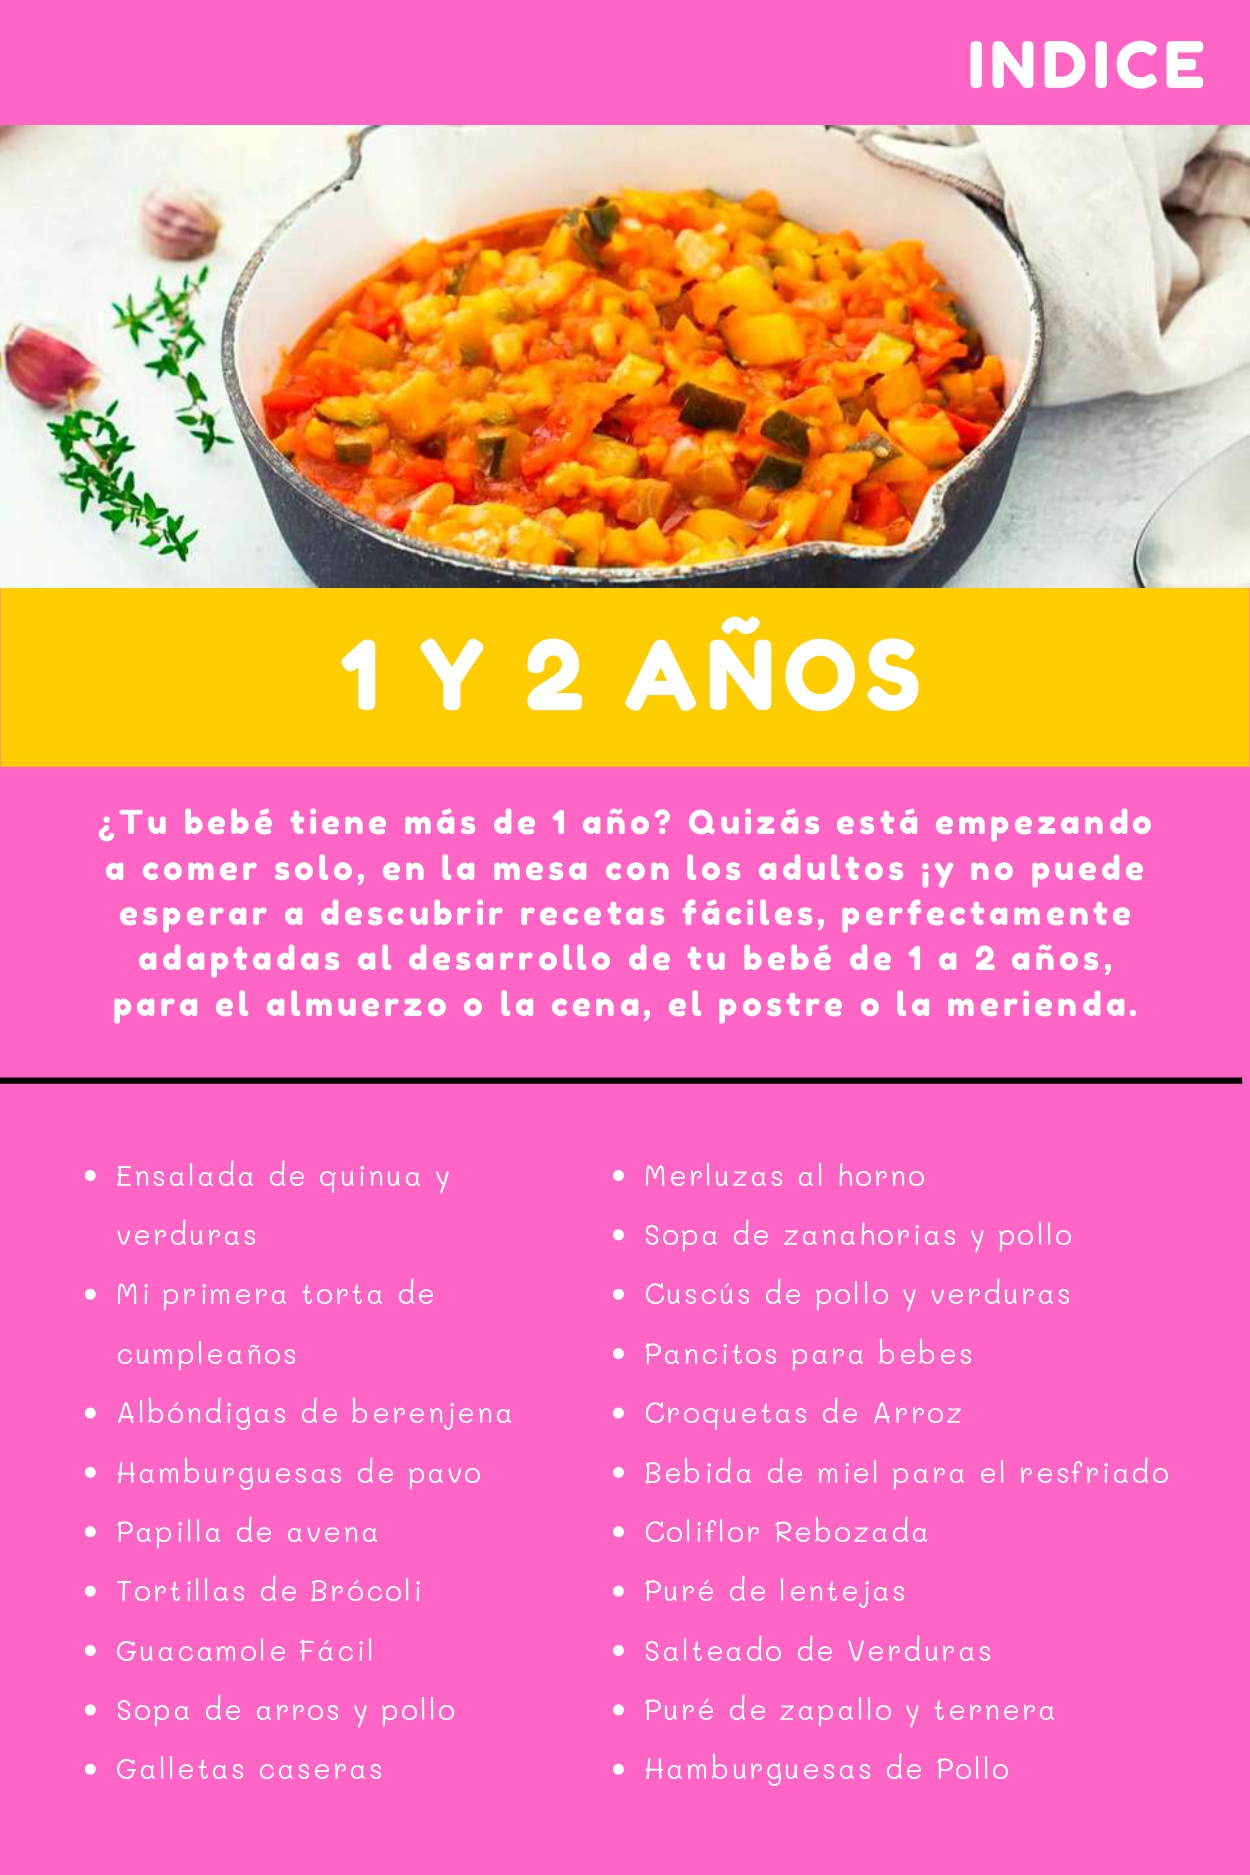 INDICE
1 Y 2 AÑOS
¿Tu bebé tiene más de 1 año? Quizás está empezando
a comer solo, en la mesa con los adultos ¡y no puede
esperar a descubrir recetas fáciles, perfectamente
adaptadas al desarrollo de tu bebé de 1 a 2 años,
para el almuerzo o la cena, el postre o la merienda.
• Ensalada de quinua y
verduras
• Mi primera torta de
cumpleaños
• Albóndigas de berenjena
• Hamburguesas de pavo
• Papilla de avena
• Tortillas de Brócoli
• Guacamole Fácil
• Sopa de arros y pollo
• Galletas caseras
• Merluzas al horno
• Sopa de zanahorias y pollo
• Cuscús de pollo y verduras
• Pancitos para bebes
• Croquetas de Arroz
• Bebida de miel para el resfriado
• Coliflor Rebozada
• Puré de lentejas
• Salteado de Verduras
• Puré de zapallo y ternera
• Hamburguesas de Pollo